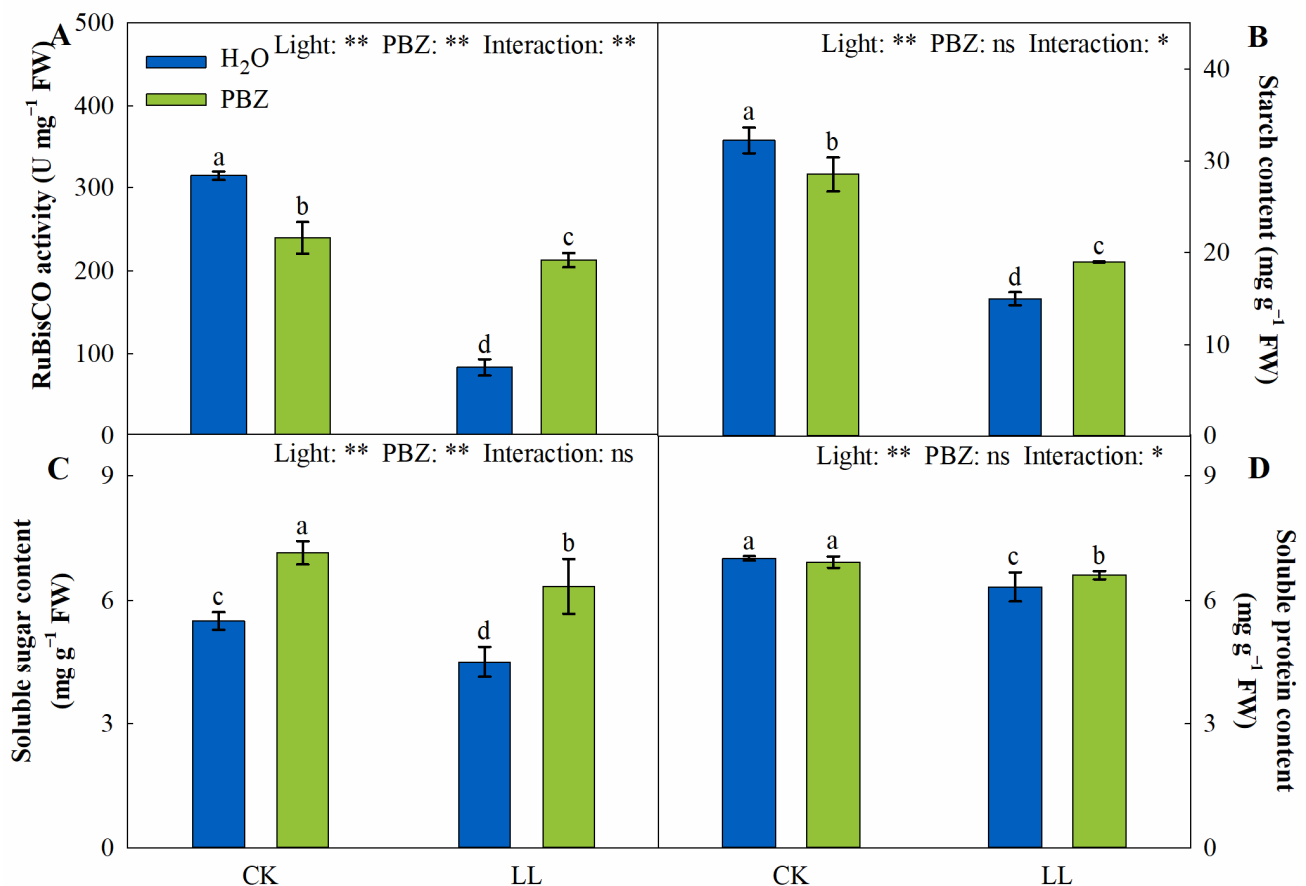 A
Light: ** PBZ: ** Interaction: **
H₂O
PBZ
500
400
300
200
100
0
RuBisCO activity (U mg⁻¹ FW)
a
b
c
d
B
Light: ** PBZ: ns Interaction: *
40
30
20
10
0
Starch content (mg g⁻¹ FW)
a
b
d
c
C
Light: ** PBZ: ** Interaction: ns
9
6
3
0
Soluble sugar content
(mg g⁻¹ FW)
c
a
d
b
CK
LL
D
Light: ** PBZ: ns Interaction: *
9
6
3
0
Soluble protein content
(mg g⁻¹ FW)
a
a
c
b
CK
LL